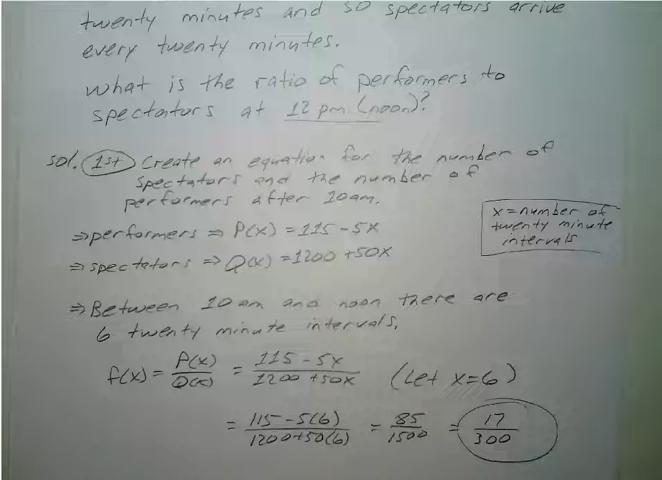 twenty minutes and 50 spectators arrive
every twenty minutes.
What is the ratio of performers to
spectators at 12 pm (noon)?
Sol. 1st Create an equation for the number of
spectators and the number of
performers after 10am.
⇒performers ⇒ P(x) = 115 - 5x
⇒spectators ⇒ Q(x) = 1200 + 50x
x = number of
twenty minute
intervals
⇒Between 10 am and noon there are
6 twenty minute intervals.
f(x) = P(x)/Q(x) = (115 - 5x)/(1200 + 50x) (Let x=6)
= (115 - 5(6))/(1200 + 50(6)) = 85/1500 = 17/300